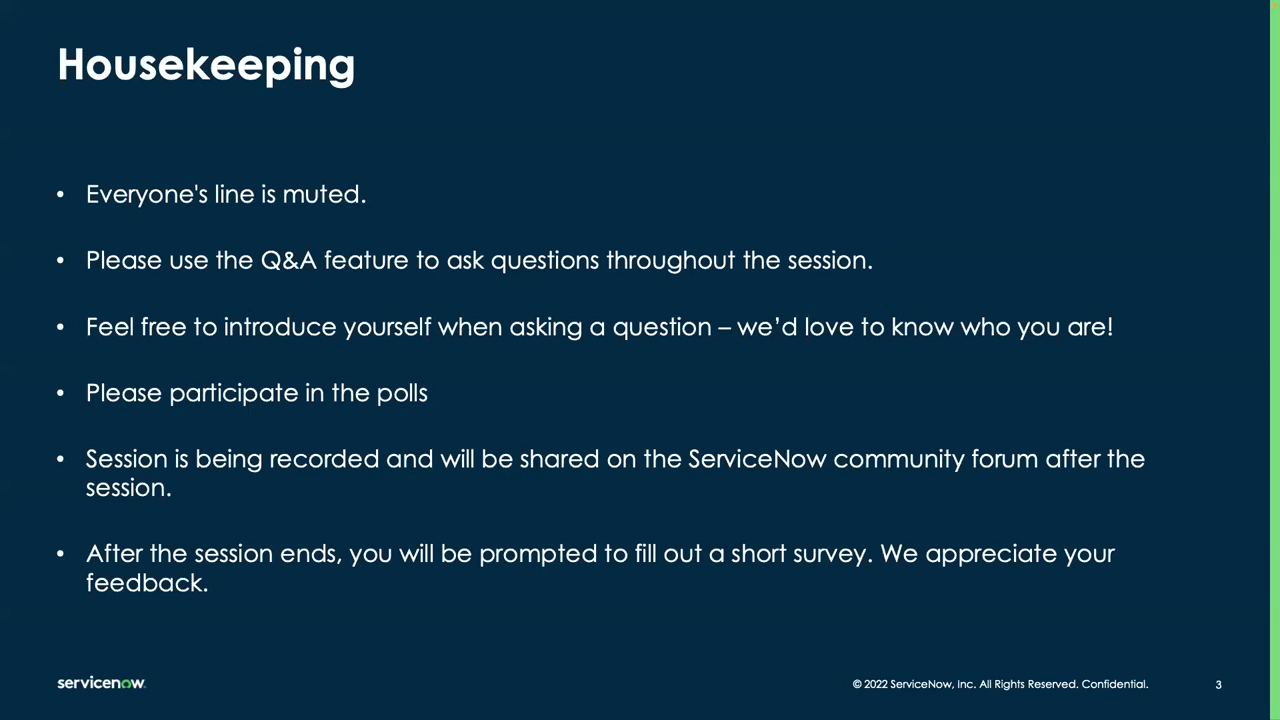 Housekeeping
• Everyone's line is muted.
• Please use the Q&A feature to ask questions throughout the session.
• Feel free to introduce yourself when asking a question – we’d love to know who you are!
• Please participate in the polls
• Session is being recorded and will be shared on the ServiceNow community forum after the
session.
• After the session ends, you will be prompted to fill out a short survey. We appreciate your
feedback.
servicenow.
© 2022 ServiceNow, Inc. All Rights Reserved. Confidential.
3